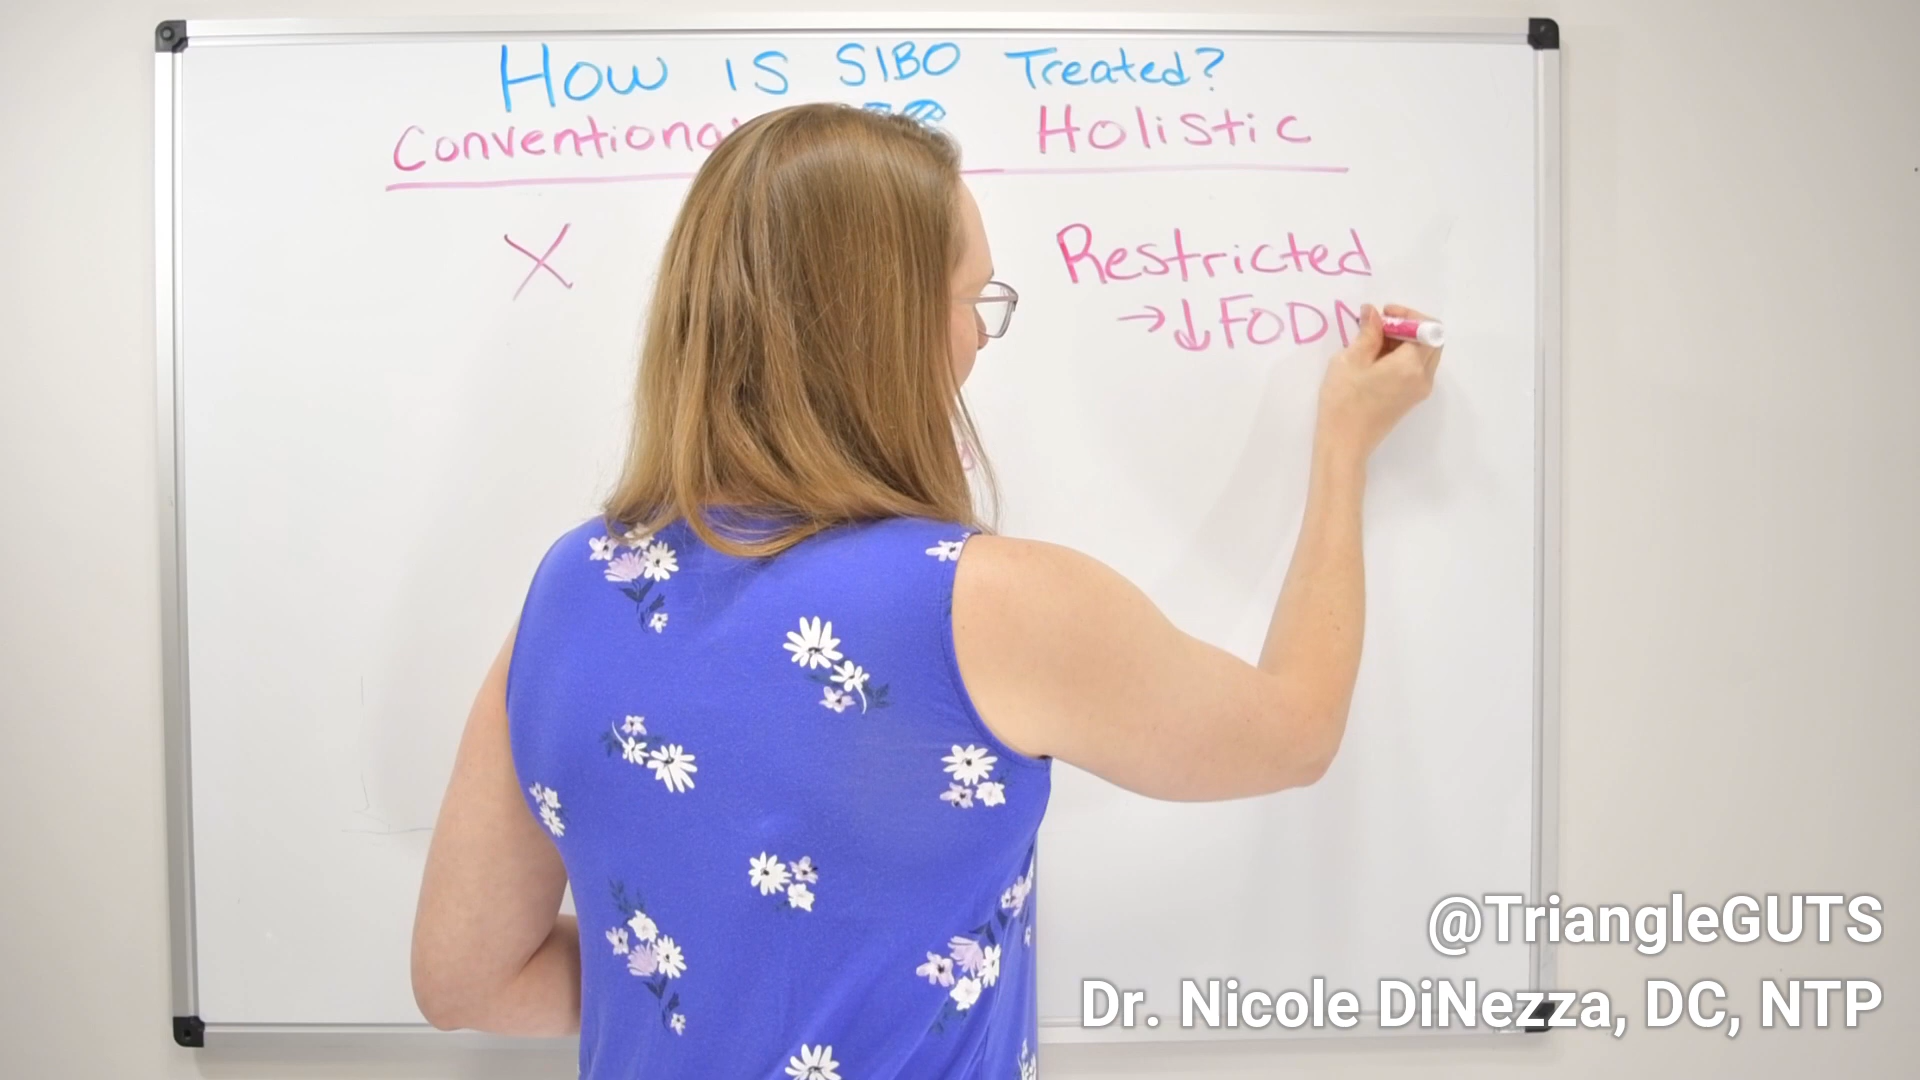 How is SIBO Treated?
Conventional Holistic
X Restricted
→ ↓ FODM
@TriangleGUTS
Dr. Nicole DiNezza, DC, NTP